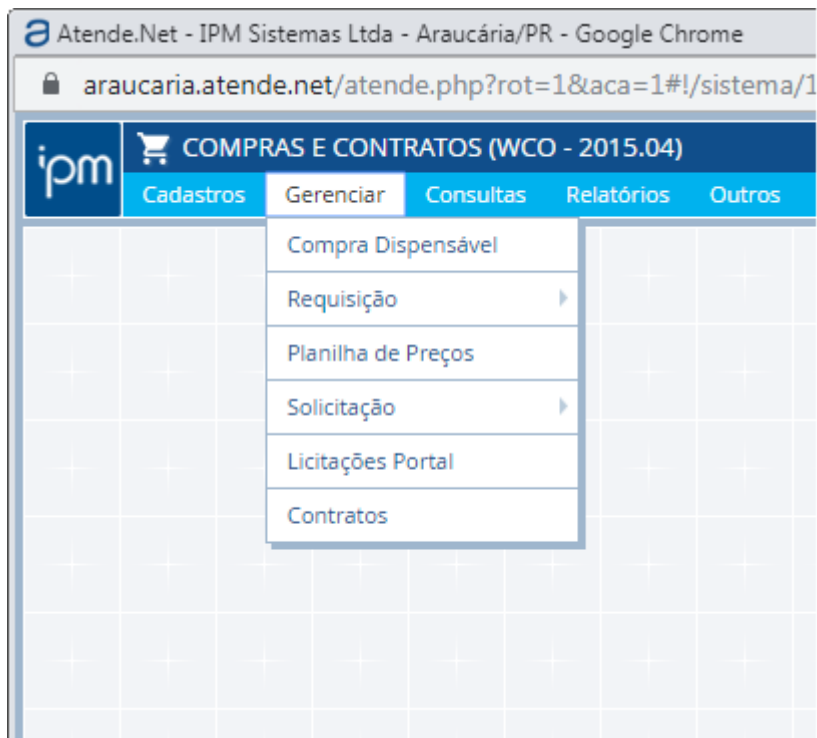 Atende.Net - IPM Sistemas Ltda - Araucária/PR - Google Chrome
araucaria.atende.net/atende.php?rot=1&aca=1#!/sistema/1
ipm
COMPRAS E CONTRATOS (WCO - 2015.04)
Cadastros Gerenciar Consultas Relatórios Outros
Compra Dispensável
Requisição
Planilha de Preços
Solicitação
Licitações Portal
Contratos